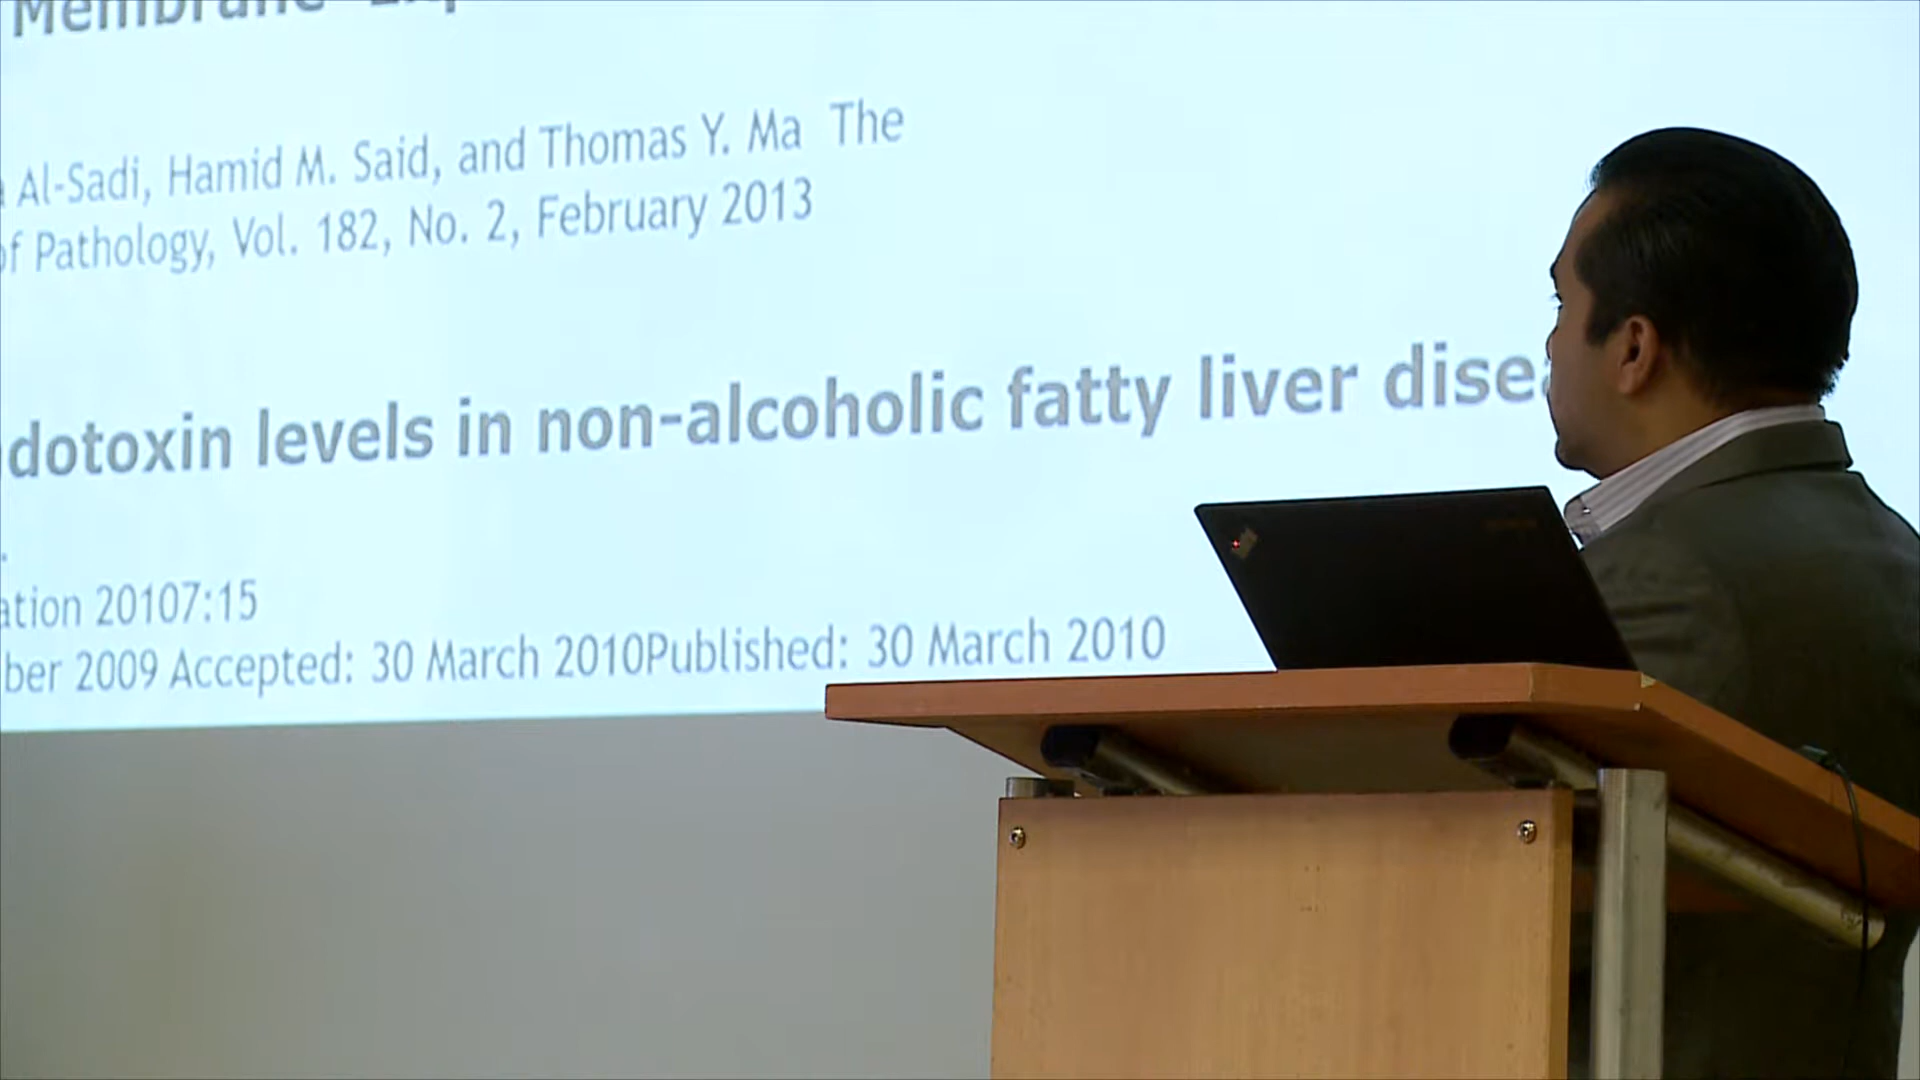 Membrane
Al-Sadi, Hamid M. Said, and Thomas Y. Ma The
of Pathology, Vol. 182, No. 2, February 2013
dotoxin levels in non-alcoholic fatty liver dise
ation 20107:15
ber 2009 Accepted: 30 March 2010Published: 30 March 2010